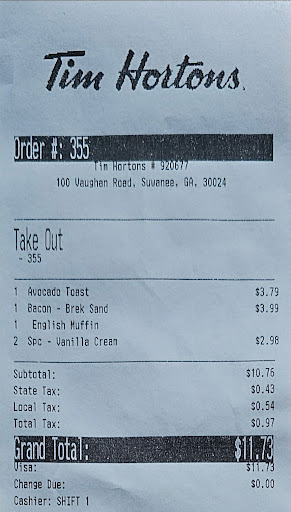 Tim Hortons.
Order #: 355
Tim Hortons # 920677
100 Vaughan Road, Suwanee, GA, 30024
Take Out
- 355
1 Avocado Toast $3.79
1 Bacon - Brek Sand $3.99
1 English Muffin
2 Spc - Vanilla Cream $2.98
Subtotal: $10.76
State Tax: $0.43
Local Tax: $0.54
Total Tax: $0.97
Grand Total: $11.73
Visa: $11.73
Change Due: $0.00
Cashier: SHIFT 1